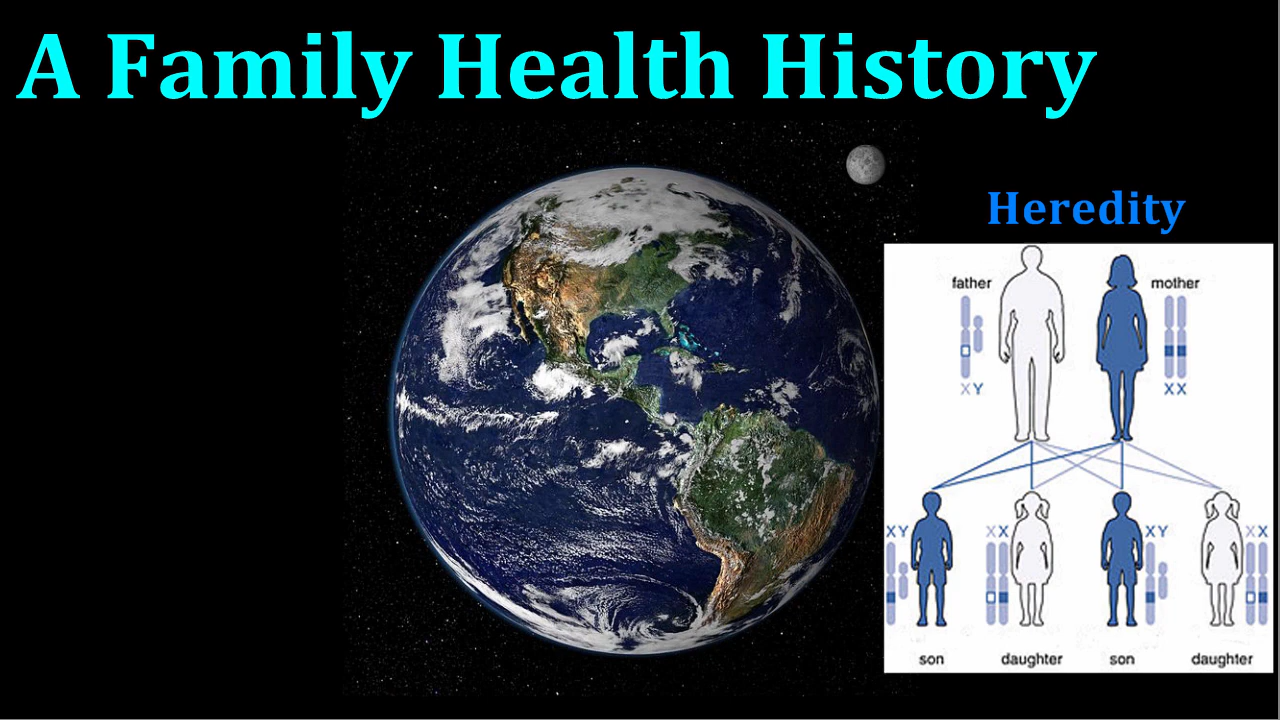 A Family Health History
Heredity
father
mother
XY
XX
XY
XX
XY
XX
son
daughter
son
daughter